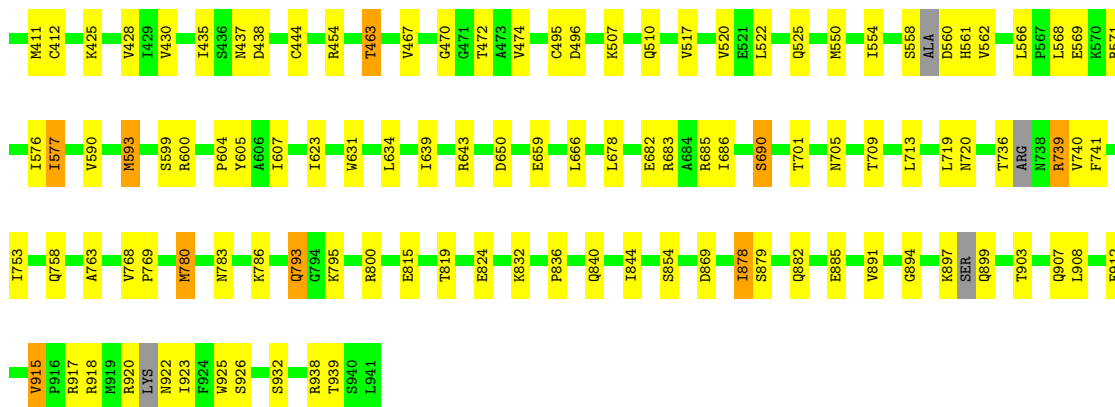 M411 C412 K425 V428 I429 V430 I435 S436 N437 D438 C444 R454 T463 V467 G470 G471 T472 A473 V474 C495 D496 K507 Q510 V517 V520 E521 L522 Q525 M550 I554 S558 ALA D560 H561 V562 L566 P567 L568 E569 K570
I576 I577 V590 M593 S599 R600 P604 Y605 A606 I607 I623 W631 L634 I639 R643 D650 E659 L666 L678 E682 R683 A684 R685 I686 S690 T701 N705 T709 L713 L719 N720 T736 ARG N738 R739 V740 F741
I753 Q758 A763 V768 P769 M780 N783 K786 Q793 G794 K795 R800 E815 T819 E824 K832 P836 Q840 I844 S854 D869 I878 S879 Q882 E885 V891 G894 K897 SER Q899 T903 Q907 L908
V915 P916 R917 R918 M919 R920 LYS N922 I923 F924 W925 S926 S932 R938 T939 S940 L941